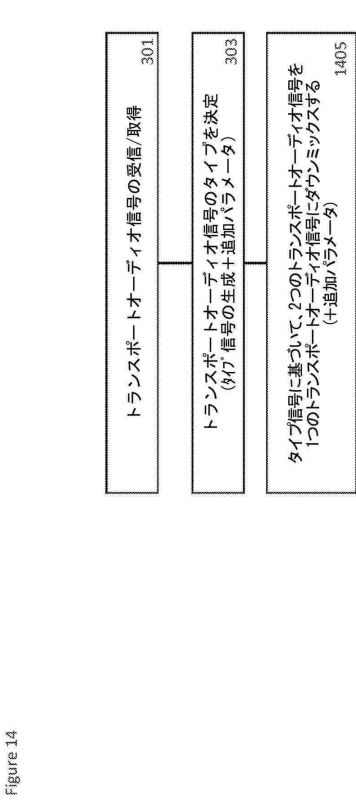 Figure 14
トランスポートオーディオ信号の受信/取得
301
トランスポートオーディオ信号のタイプを決定
(タイプ信号の生成＋追加パラメータ)
303
タイプ信号に基づいて、2つのトランスポートオーディオ信号を
1つのトランスポートオーディオ信号にダウンミックスする
(＋追加パラメータ)
1405